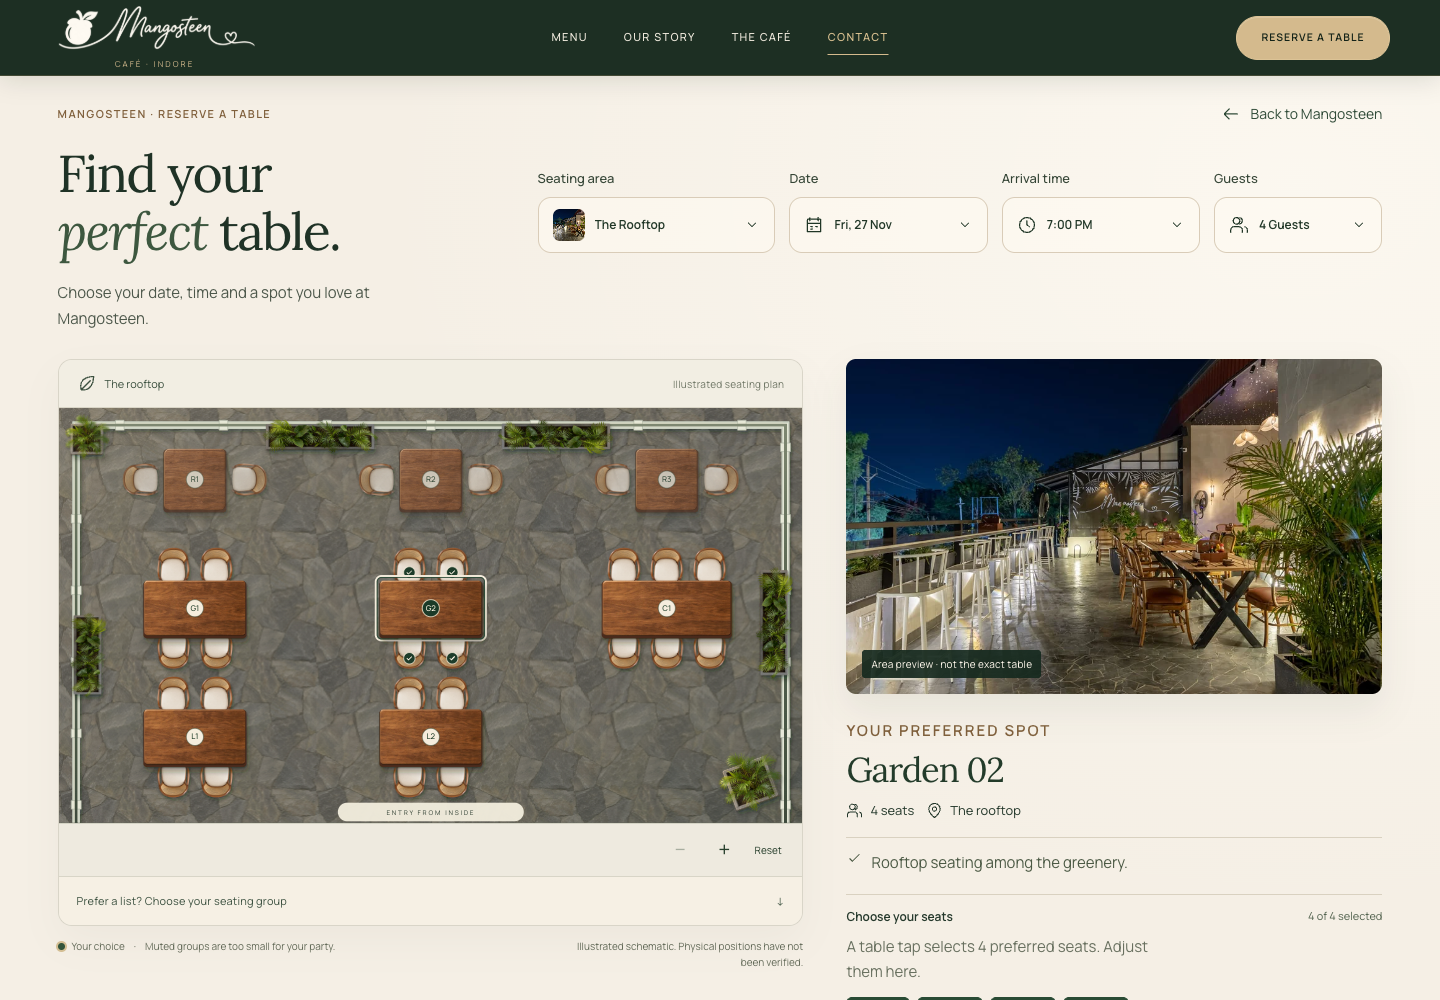 Mangosteen
CAFÉ · INDORE
MENU
OUR STORY
THE CAFÉ
CONTACT
RESERVE A TABLE
MANGOSTEEN · RESERVE A TABLE
Back to Mangosteen
Find your
perfect table.
Choose your date, time and a spot you love at
Mangosteen.
Seating area
Date
Arrival time
Guests
The Rooftop
Fri, 27 Nov
7:00 PM
4 Guests
The rooftop
Illustrated seating plan
R1
R2
R3
G1
G2
C1
L1
L2
ENTRY FROM INSIDE
Reset
Prefer a list? Choose your seating group
Your choice · Muted groups are too small for your party.
Illustrated schematic. Physical positions have not
been verified.
Mangosteen
Area preview · not the exact table
YOUR PREFERRED SPOT
Garden 02
4 seats
The rooftop
Rooftop seating among the greenery.
Choose your seats
4 of 4 selected
A table tap selects 4 preferred seats. Adjust
them here.